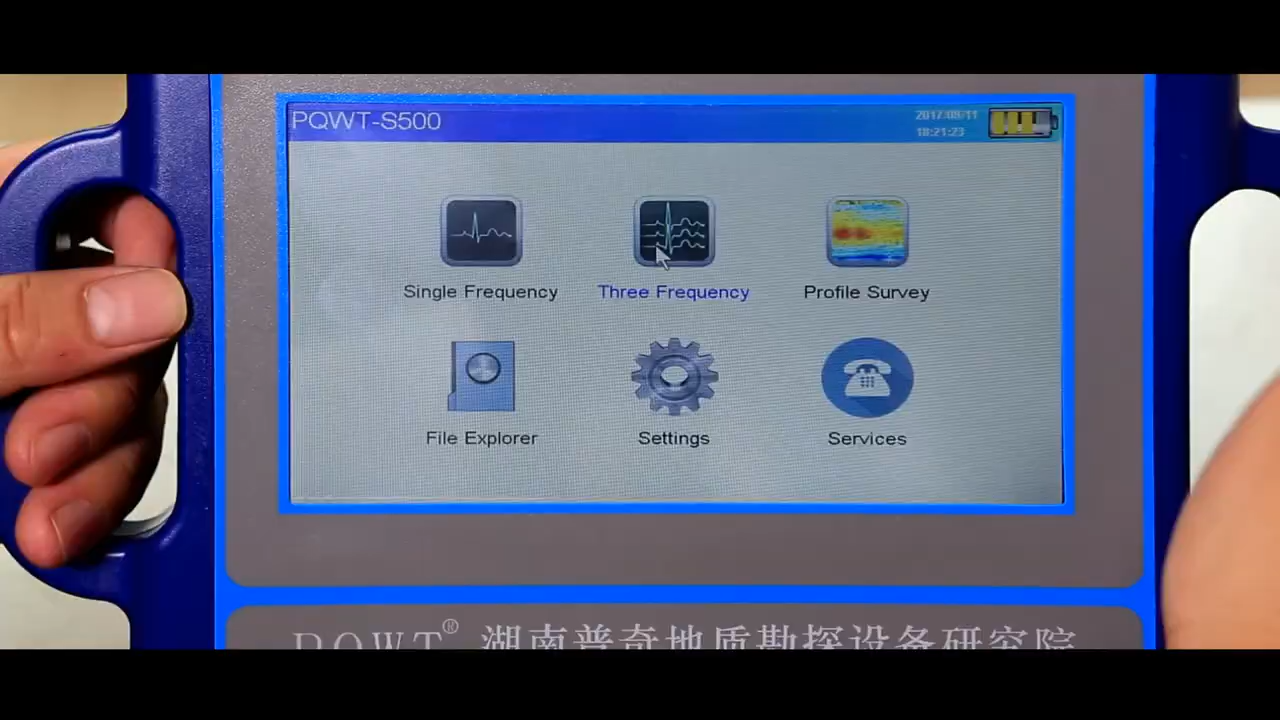 PQWT-S500
2017/09/11
18:21:23
Single Frequency
Three Frequency
Profile Survey
File Explorer
Settings
Services
PQWT® 湖南普奇地质勘探设备研究院